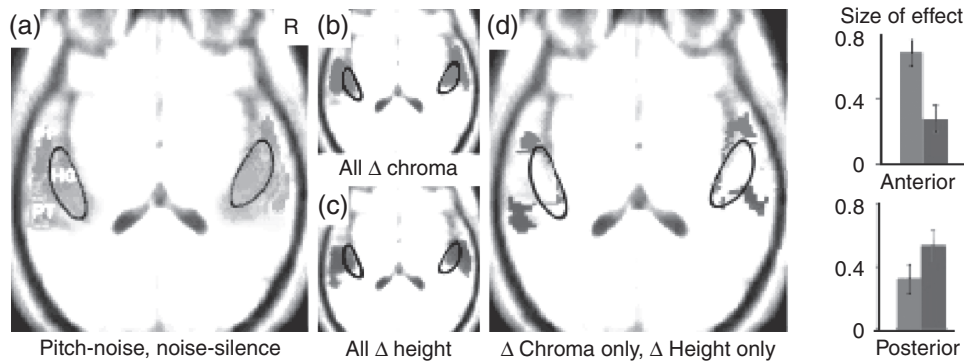 (a)
R
HG
PT
Pitch-noise, noise-silence
(b)
All Δ chroma
(c)
All Δ height
(d)
Δ Chroma only, Δ Height only
Size of effect
0.8
0.4
0
Anterior
0.8
0.4
0
Posterior